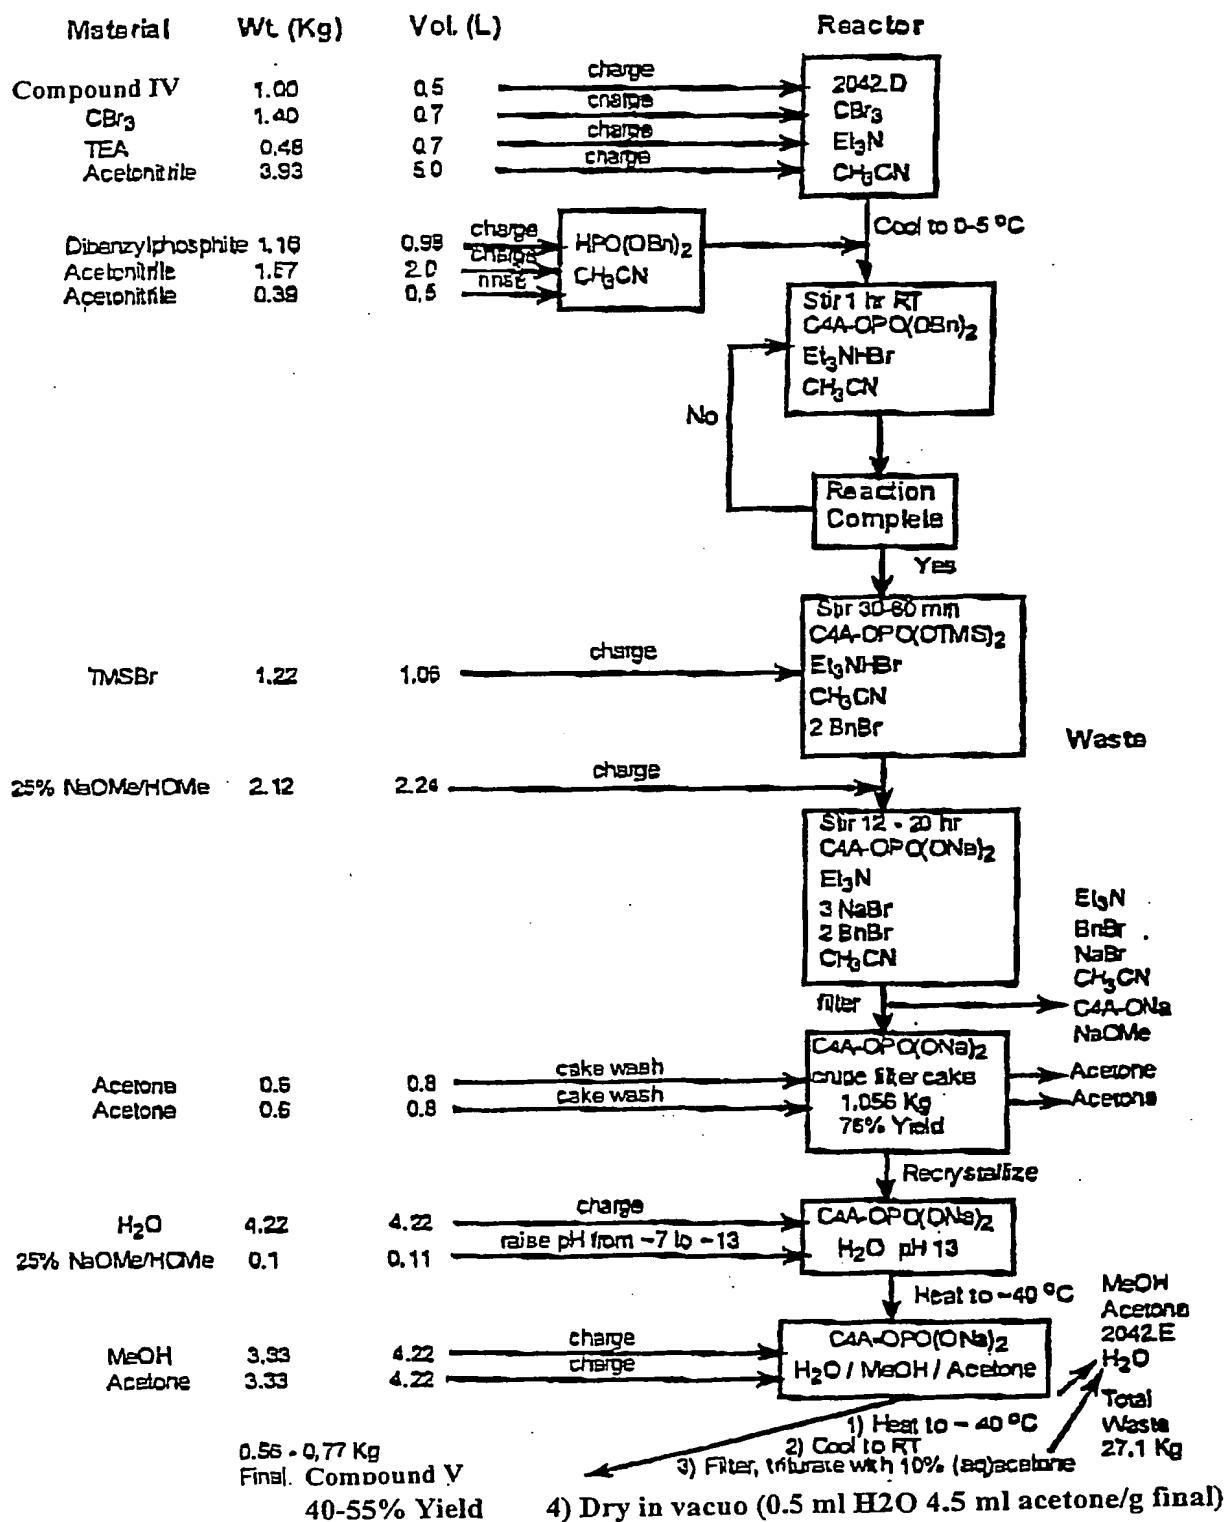 Material Wt. (Kg) Vol. (L) Reactor
Compound IV 1.00 0.5 charge 2042.D
CBr3 1.40 0.7 charge CBr3
TEA 0.48 0.7 charge Et3N
Acetonitrile 3.93 5.0 charge CH3CN
Cool to 0-5 °C
Dibenzylphosphite 1.16 0.98 charge HPO(OBn)2
Acetonitrile 1.57 2.0 charge CH3CN
Acetonitrile 0.39 0.5 rinse
Stir 1 hr RT
C4A-OPO(OBn)2
Et3NHBr
CH3CN
No
Reaction
Complete
Yes
Stir 30-60 min
C4A-OPO(OTMS)2
TMSBr 1.22 1.06 charge Et3NHBr
CH3CN
2 BnBr
Waste
25% NaOMe/HOMe 2.12 2.24 charge
Stir 12 - 20 hr
C4A-OPO(ONa)2
Et3N
3 NaBr
2 BnBr
CH3CN
Et3N
BnBr
NaBr
CH3CN
C4A-ONa
NaOMe
filter
C4A-OPO(ONa)2
Acetone 0.6 0.8 cake wash crude filter cake Acetone
Acetone 0.6 0.8 cake wash 1.056 Kg Acetone
75% Yield
Recrystallize
H2O 4.22 4.22 charge C4A-OPO(ONa)2
25% NaOMe/HOMe 0.1 0.11 raise pH from ~7 to ~13 H2O pH 13
Heat to ~40 °C
MeOH
Acetone
2042.E
H2O
C4A-OPO(ONa)2
MeOH 3.33 4.22 charge H2O / MeOH / Acetone
Acetone 3.33 4.22 charge
Total
Waste
27.1 Kg
1) Heat to ~ 40 °C
2) Cool to RT
3) Filter, triturate with 10% (aq)acetone
0.56 - 0,77 Kg
Final. Compound V
40-55% Yield 4) Dry in vacuo (0.5 ml H2O 4.5 ml acetone/g final)